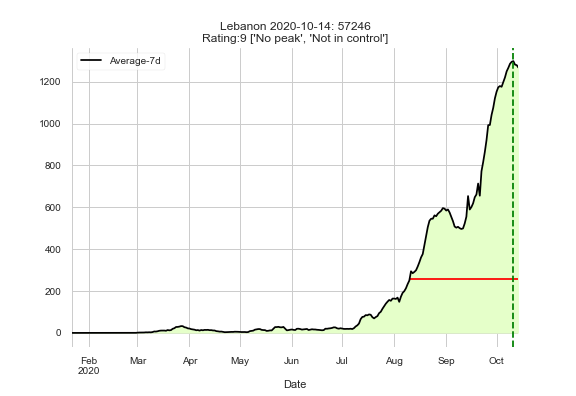 Lebanon 2020-10-14: 57246
Rating:9 ['No peak', 'Not in control']
Average-7d
1200
1000
800
600
400
200
0
Feb Mar Apr May Jun Jul Aug Sep Oct
2020
Date